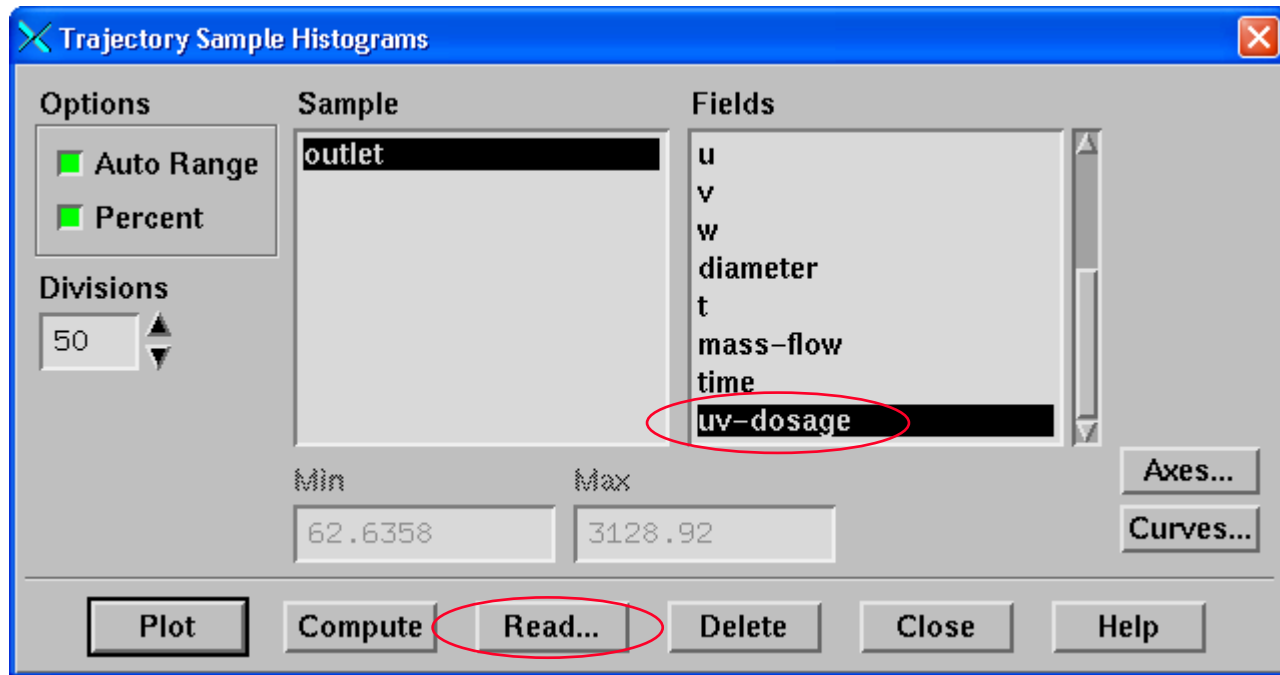 Trajectory Sample Histograms
Options
Auto Range
Percent
Divisions
50
Sample
outlet
Fields
u
v
w
diameter
t
mass-flow
time
uv-dosage
Min
Max
62.6358
3128.92
Axes...
Curves...
Plot
Compute
Read...
Delete
Close
Help